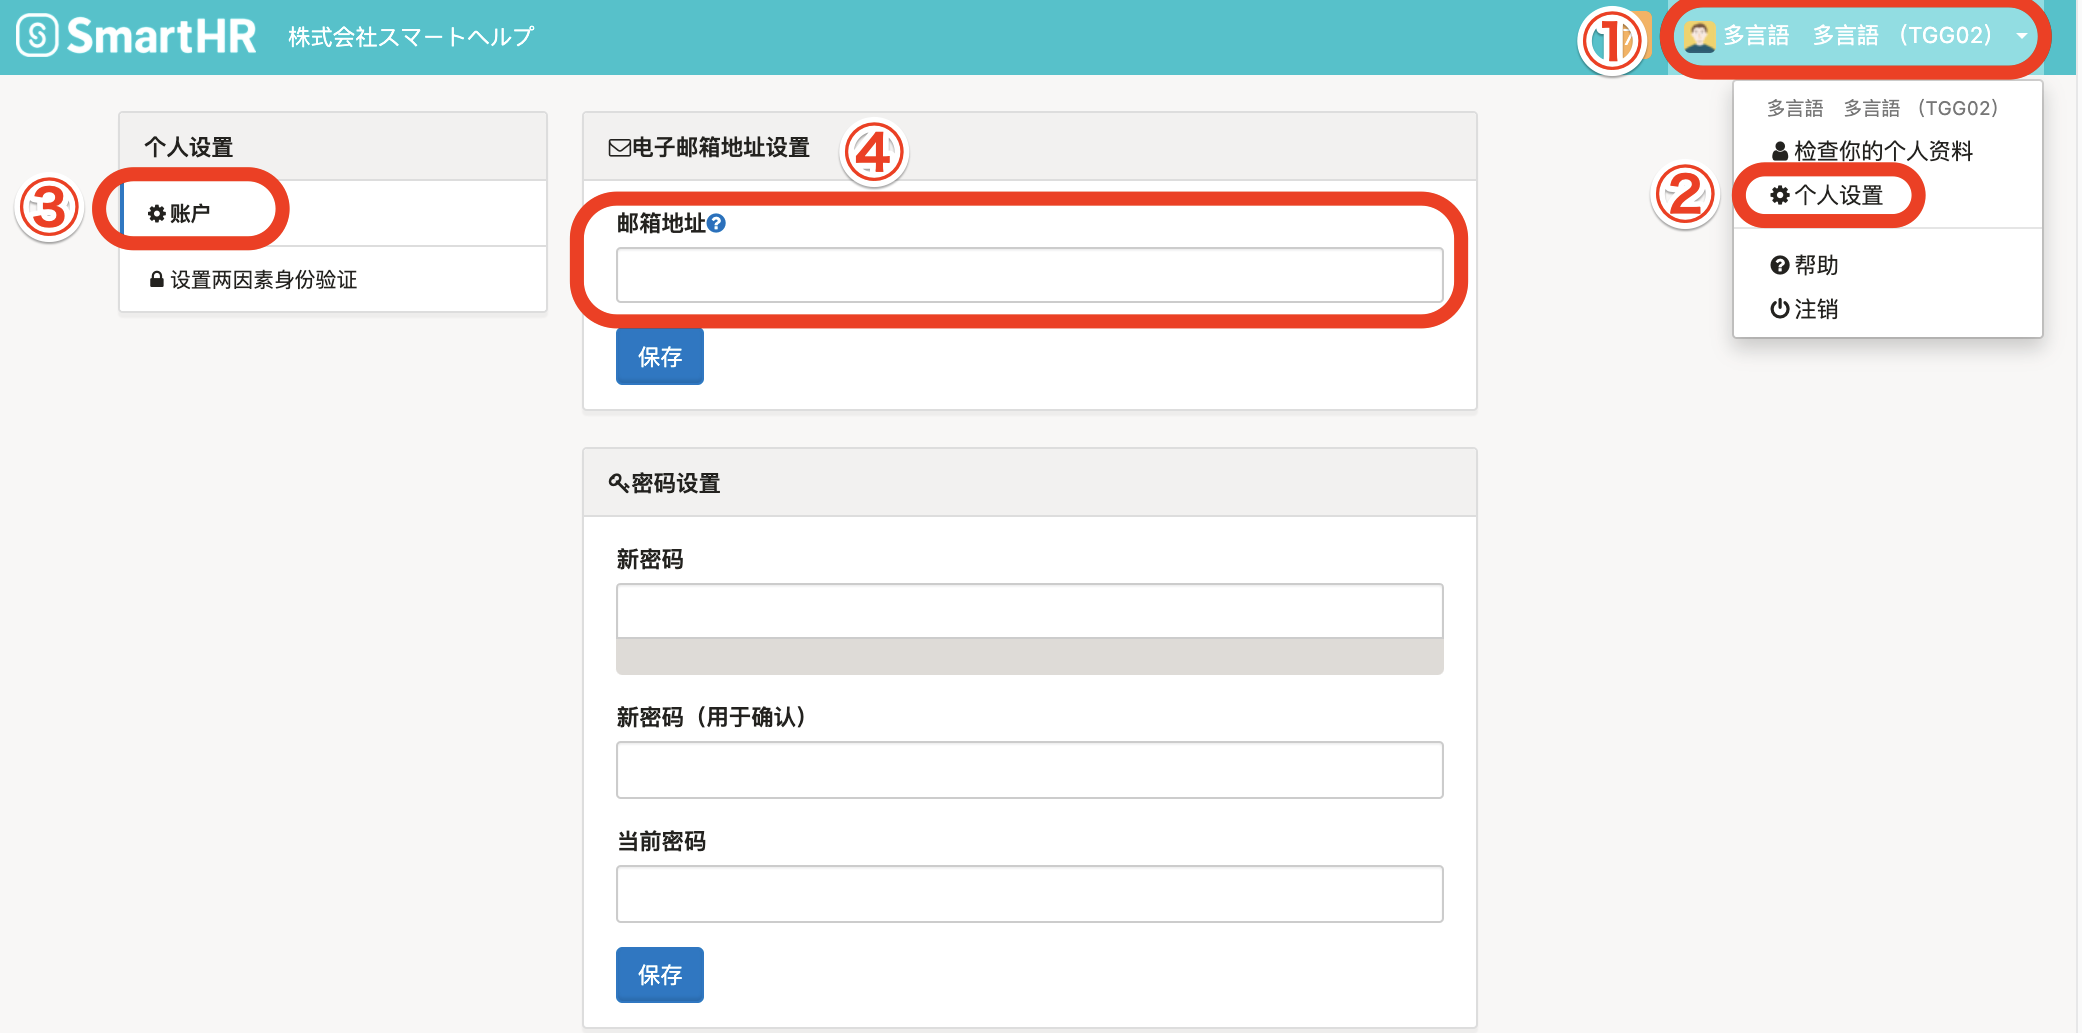 SmartHR 株式会社スマートヘルプ
① 多言語　多言語　（TGG02）
多言語　多言語　（TGG02）
检查你的个人资料
② 个人设置
帮助
注销
个人设置
③ 账户
设置两因素身份验证
电子邮箱地址设置 ④
邮箱地址?
保存
密码设置
新密码
新密码（用于确认）
当前密码
保存